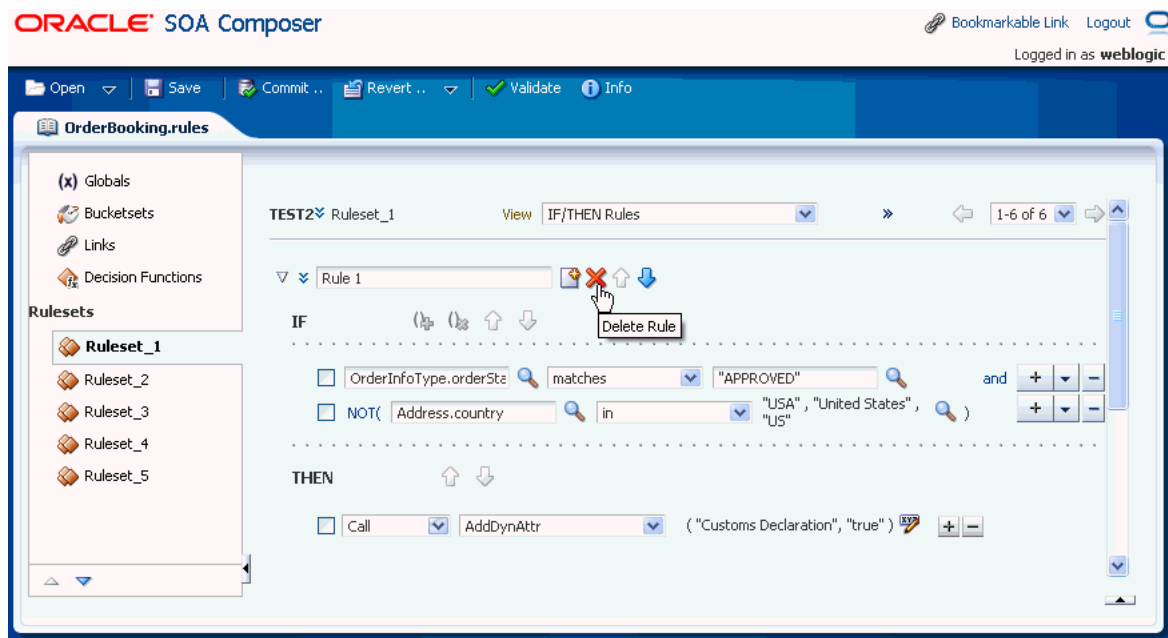 ORACLE SOA Composer
Bookmarkable Link Logout
Logged in as weblogic
Open Save Commit .. Revert .. Validate Info
OrderBooking.rules
(x) Globals
Bucketsets
Links
Decision Functions
Rulesets
Ruleset_1
Ruleset_2
Ruleset_3
Ruleset_4
Ruleset_5
TEST2 Ruleset_1 View IF/THEN Rules 1-6 of 6
Rule 1
Delete Rule
IF
OrderInfoType.orderSta matches "APPROVED" and
NOT( Address.country in "USA" , "United States" , "US" )
THEN
Call AddDynAttr ( "Customs Declaration", "true" )